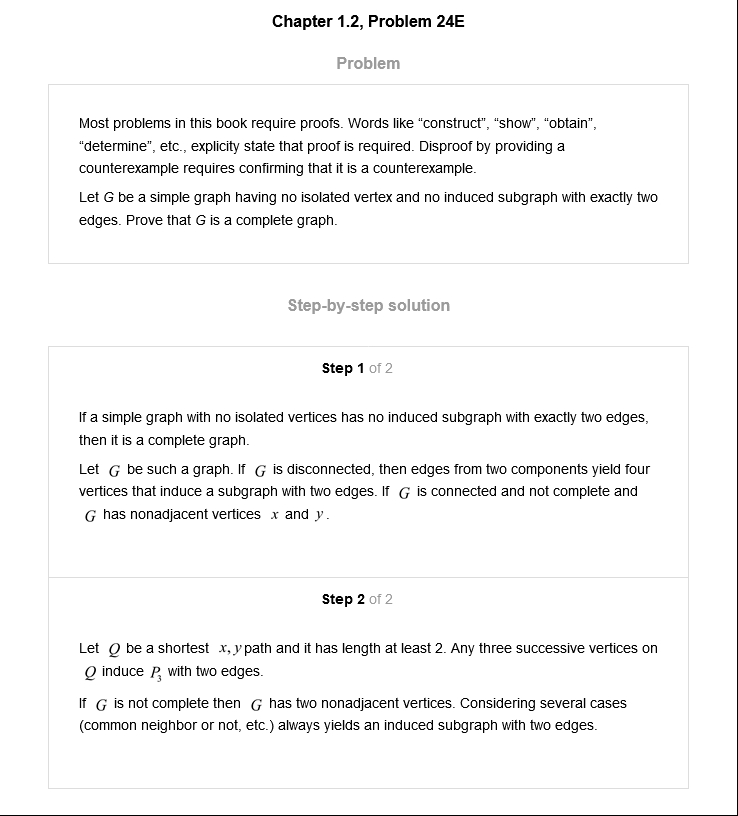 Chapter 1.2, Problem 24E
Problem
Most problems in this book require proofs. Words like “construct”, “show”, “obtain”,
“determine”, etc., explicity state that proof is required. Disproof by providing a
counterexample requires confirming that it is a counterexample.
Let G be a simple graph having no isolated vertex and no induced subgraph with exactly two
edges. Prove that G is a complete graph.
Step-by-step solution
Step 1 of 2
If a simple graph with no isolated vertices has no induced subgraph with exactly two edges,
then it is a complete graph.
Let G be such a graph. If G is disconnected, then edges from two components yield four
vertices that induce a subgraph with two edges. If G is connected and not complete and
G has nonadjacent vertices x and y.
Step 2 of 2
Let Q be a shortest x, y path and it has length at least 2. Any three successive vertices on
Q induce P₃ with two edges.
If G is not complete then G has two nonadjacent vertices. Considering several cases
(common neighbor or not, etc.) always yields an induced subgraph with two edges.